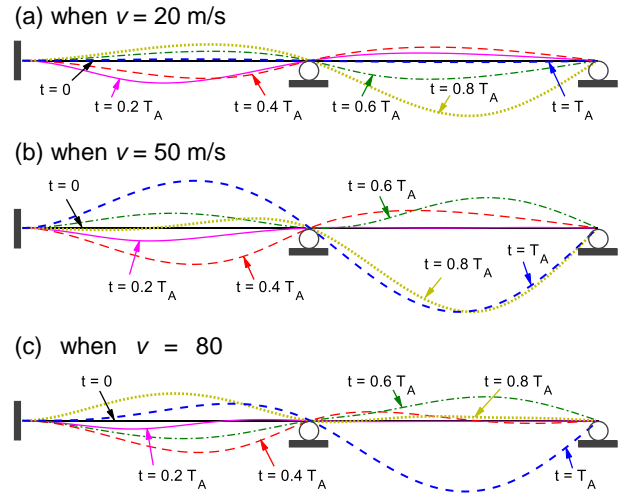 (a) when v = 20 m/s
t = 0
t = 0.2 T_A
t = 0.4 T_A
t = 0.6 T_A
t = 0.8 T_A
t = T_A
(b) when v = 50 m/s
t = 0
t = 0.2 T_A
t = 0.4 T_A
t = 0.6 T_A
t = 0.8 T_A
t = T_A
(c) when v = 80
t = 0
t = 0.2 T_A
t = 0.4 T_A
t = 0.6 T_A
t = 0.8 T_A
t = T_A